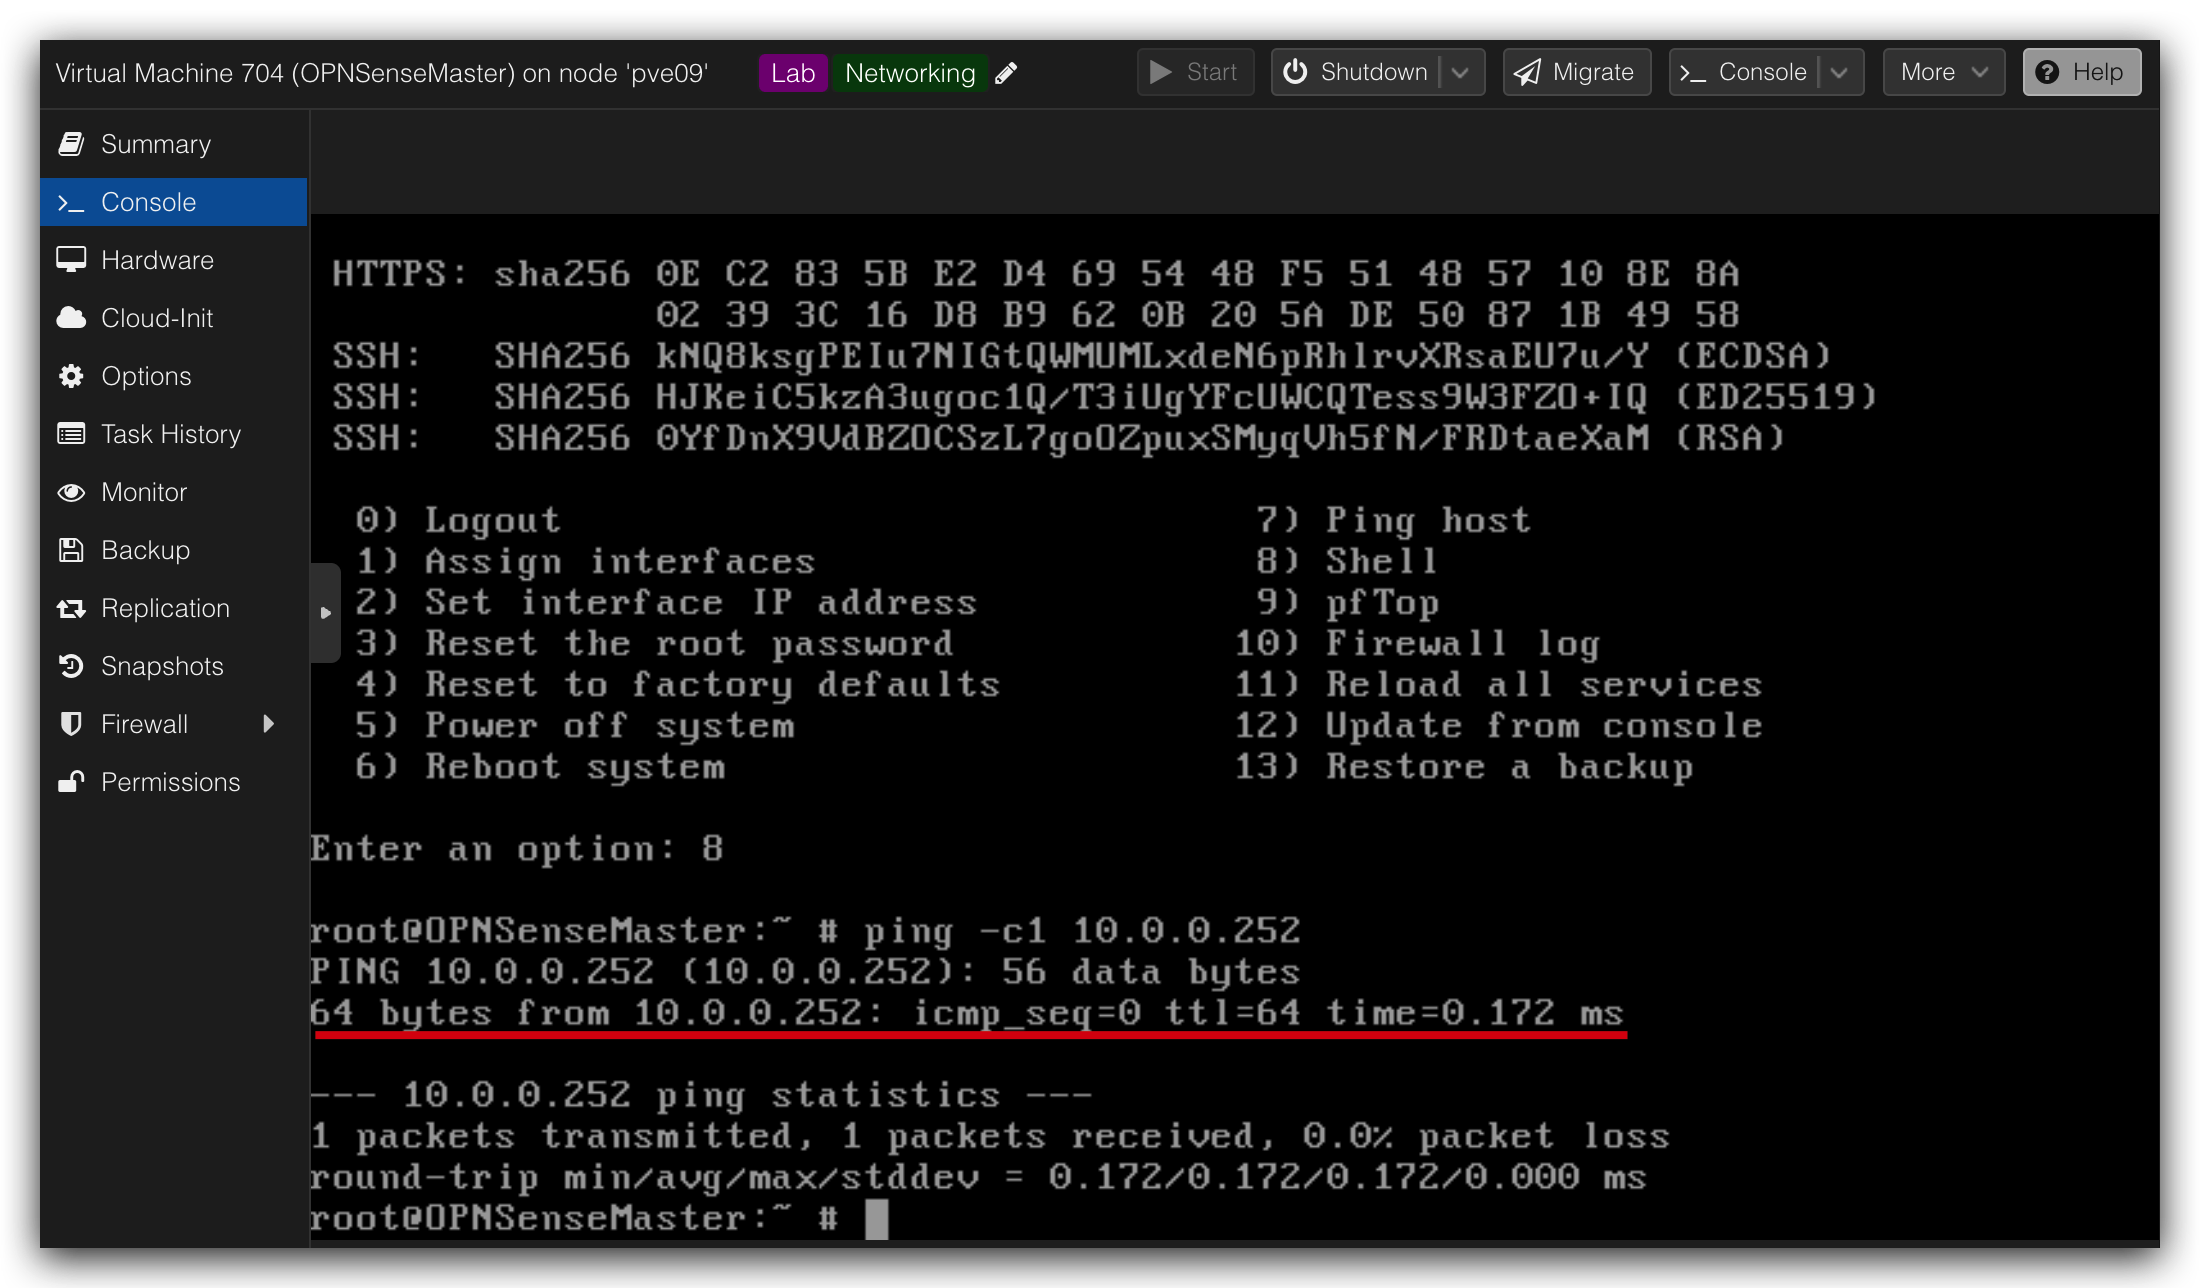 Virtual Machine 704 (OPNSenseMaster) on node 'pve09' Lab Networking Start Shutdown Migrate Console More Help
Summary
Console
Hardware
Cloud-Init
Options
Task History
Monitor
Backup
Replication
Snapshots
Firewall
Permissions
HTTPS: sha256 0E C2 83 5B E2 D4 69 54 48 F5 51 48 57 10 8E 8A
02 39 3C 16 D8 B9 62 0B 20 5A DE 50 87 1B 49 58
SSH: SHA256 kNQ8ksgPEIu7NIGtQWMUMLxdeN6pRhlrvXRsaEU7u/Y (ECDSA)
SSH: SHA256 HJKeiC5kzA3ugoc1Q/T3iUgYFcUWCQTess9W3FZO+IQ (ED25519)
SSH: SHA256 0YfDnX9VdBZOCSzL7goOZpuxSMyqVh5fN/FRDtaeXaM (RSA)
0) Logout 7) Ping host
1) Assign interfaces 8) Shell
2) Set interface IP address 9) pfTop
3) Reset the root password 10) Firewall log
4) Reset to factory defaults 11) Reload all services
5) Power off system 12) Update from console
6) Reboot system 13) Restore a backup
Enter an option: 8
root@OPNSenseMaster:~ # ping -c1 10.0.0.252
PING 10.0.0.252 (10.0.0.252): 56 data bytes
64 bytes from 10.0.0.252: icmp_seq=0 ttl=64 time=0.172 ms
--- 10.0.0.252 ping statistics ---
1 packets transmitted, 1 packets received, 0.0% packet loss
round-trip min/avg/max/stddev = 0.172/0.172/0.172/0.000 ms
root@OPNSenseMaster:~ #